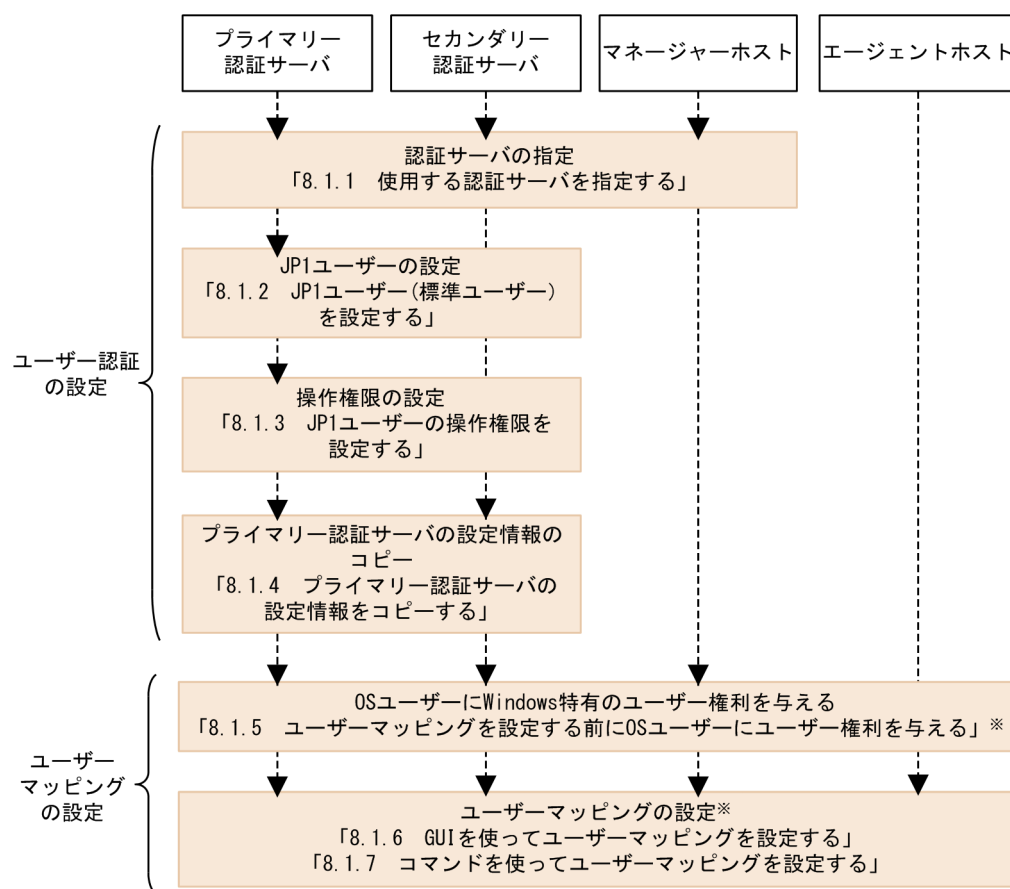 プライマリー
認証サーバ
セカンダリー
認証サーバ
マネージャーホスト
エージェントホスト
認証サーバの指定
「8.1.1　使用する認証サーバを指定する」
JP1ユーザーの設定
「8.1.2　JP1ユーザー(標準ユーザー)
を設定する」
ユーザー認証
の設定
操作権限の設定
「8.1.3　JP1ユーザーの操作権限を
設定する」
プライマリー認証サーバの設定情報の
コピー
「8.1.4　プライマリー認証サーバの
設定情報をコピーする」
OSユーザーにWindows特有のユーザー権利を与える
「8.1.5　ユーザーマッピングを設定する前にOSユーザーにユーザー権利を与える」※
ユーザー
マッピング
の設定
ユーザーマッピングの設定※
「8.1.6　GUIを使ってユーザーマッピングを設定する」
「8.1.7　コマンドを使ってユーザーマッピングを設定する」